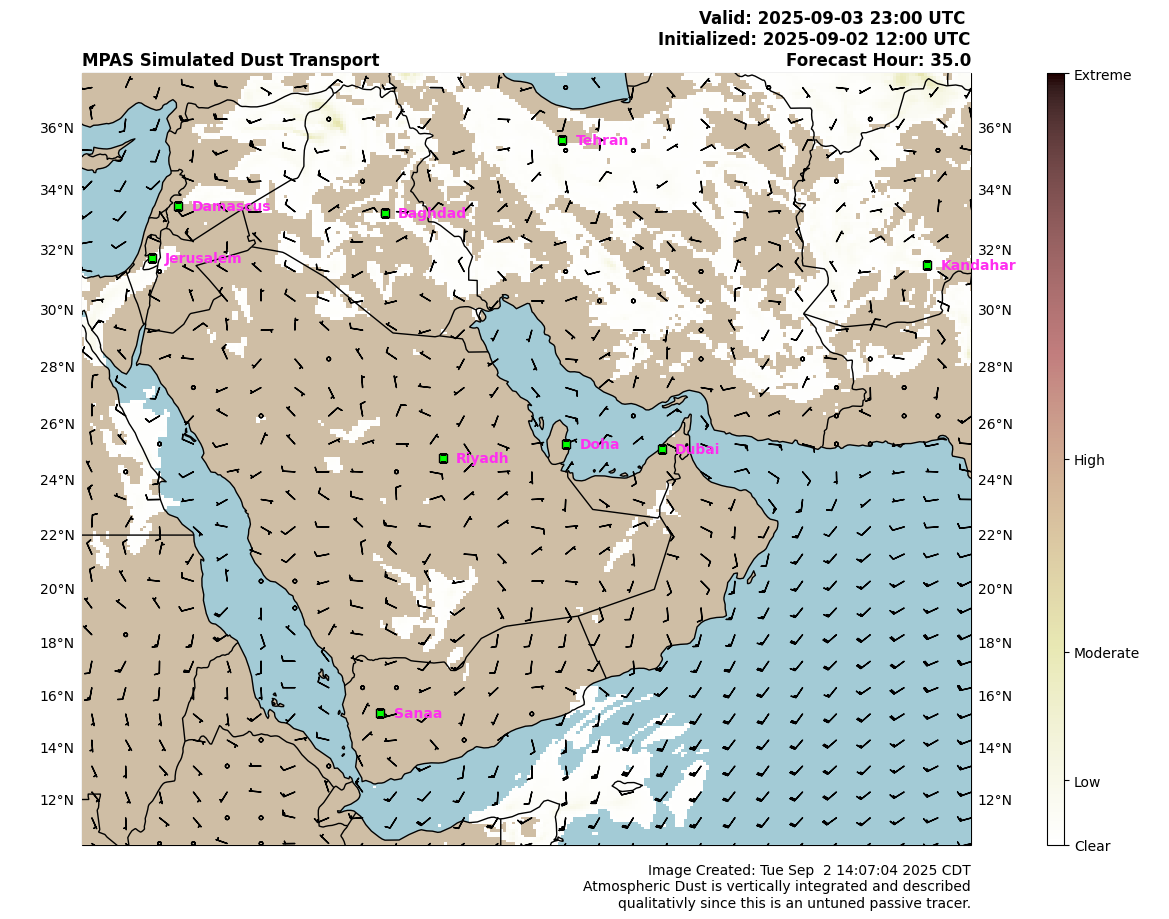 Valid: 2025-09-03 23:00 UTC
Initialized: 2025-09-02 12:00 UTC
MPAS Simulated Dust Transport Forecast Hour: 35.0
Extreme
36°N 36°N
Tehran
34°N 34°N
Damascus
Baghdad
32°N 32°N
Jerusalem
Kandahar
30°N 30°N
28°N 28°N
26°N 26°N
Doha
Dubai
Riyadh
High
24°N 24°N
22°N 22°N
20°N 20°N
18°N 18°N
Moderate
16°N 16°N
Sanaa
14°N 14°N
Low
12°N 12°N
Clear
Image Created: Tue Sep  2 14:07:04 2025 CDT
Atmospheric Dust is vertically integrated and described
qualitativly since this is an untuned passive tracer.